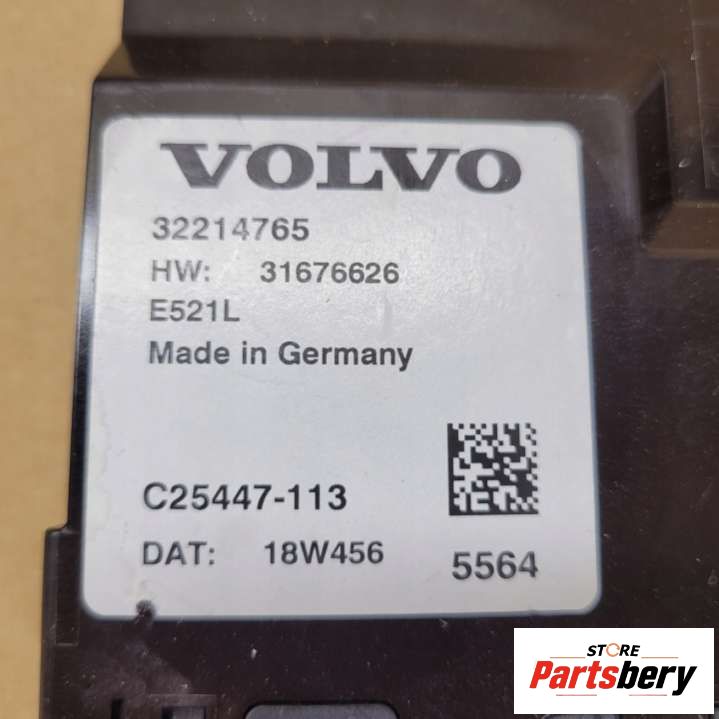 VOLVO
32214765
HW: 31676626
E521L
Made in Germany
C25447-113
DAT: 18W456
5564
STORE
Partsbery